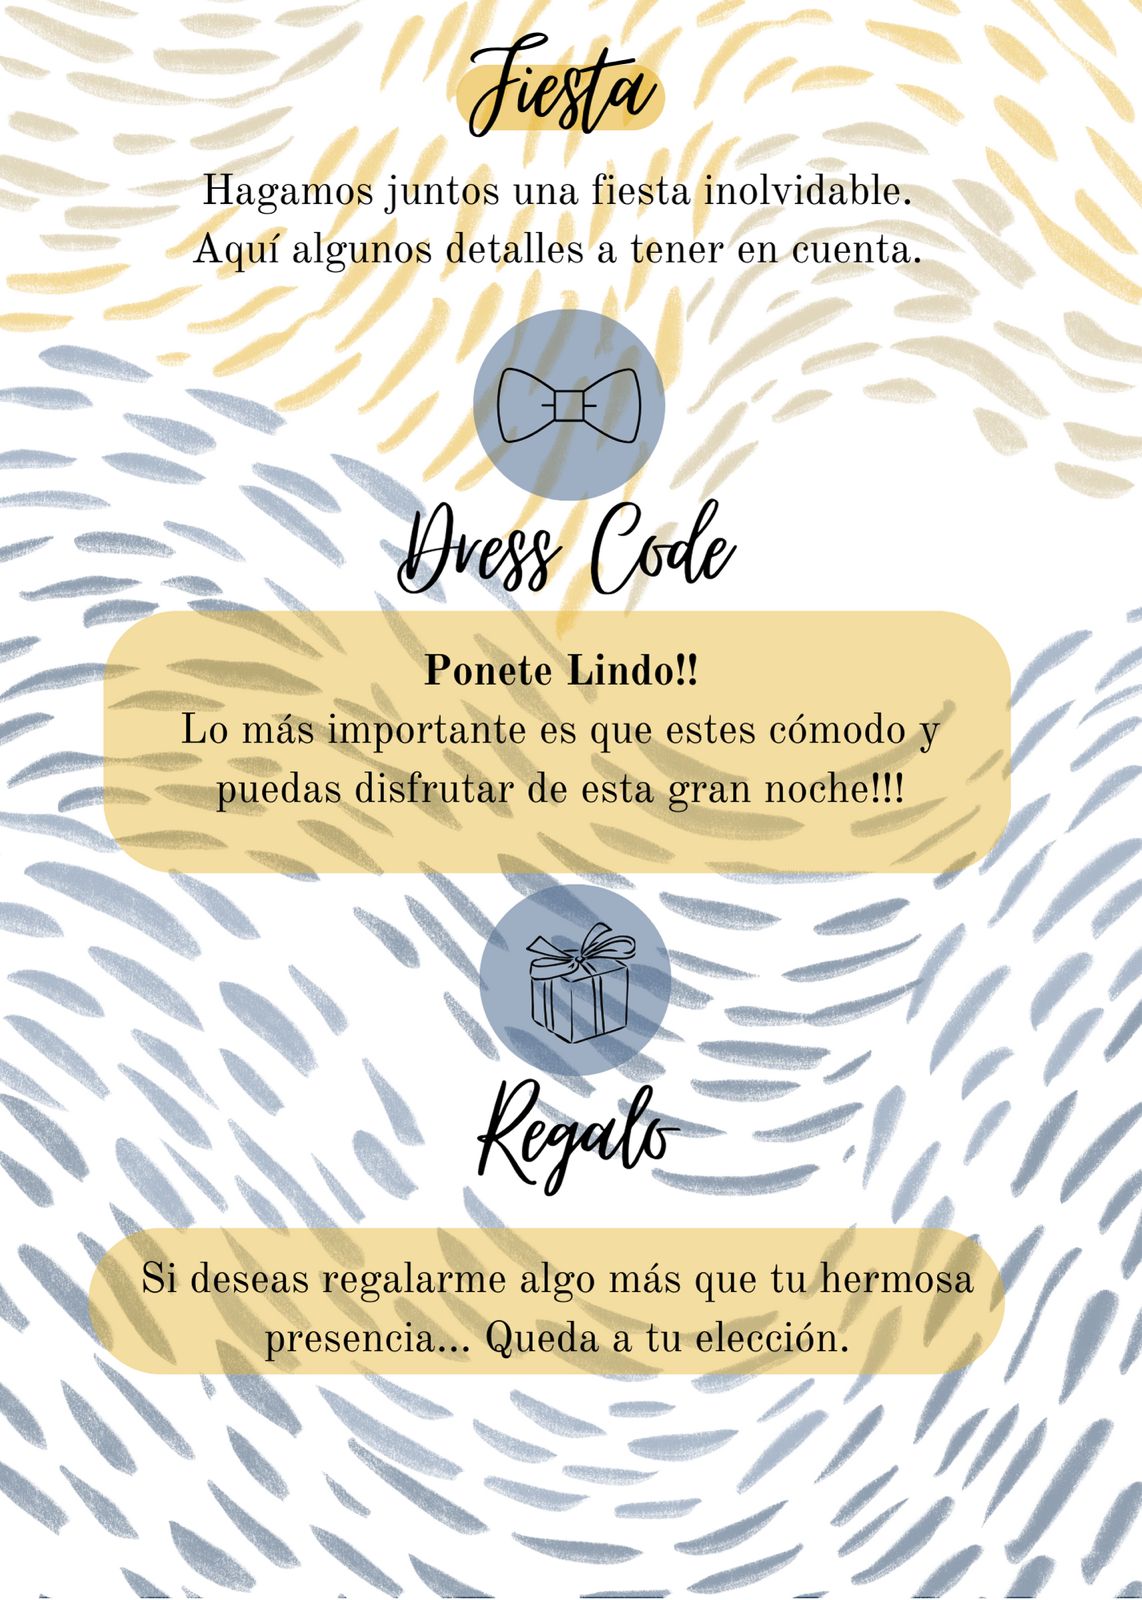 Fiesta
Hagamos juntos una fiesta inolvidable.
Aquí algunos detalles a tener en cuenta.
Dress Code
Ponete Lindo!!
Lo más importante es que estes cómodo y
puedas disfrutar de esta gran noche!!!
Regalo
Si deseas regalarme algo más que tu hermosa
presencia... Queda a tu elección.